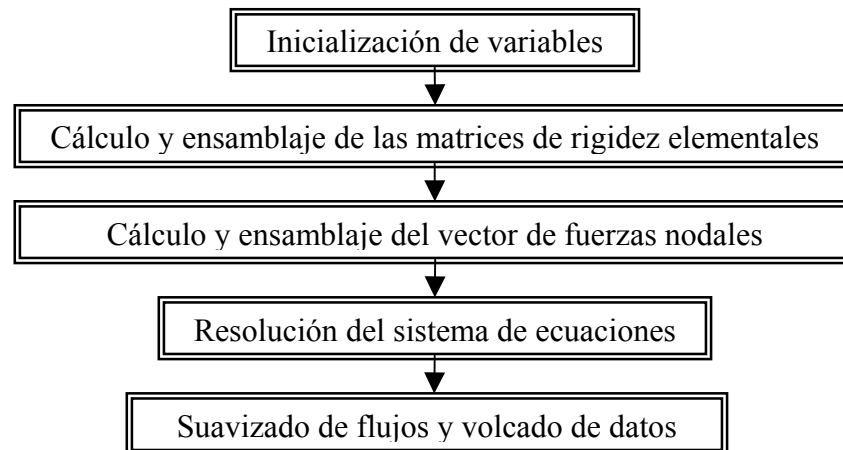 Inicialización de variables
Cálculo y ensamblaje de las matrices de rigidez elementales
Cálculo y ensamblaje del vector de fuerzas nodales
Resolución del sistema de ecuaciones
Suavizado de flujos y volcado de datos